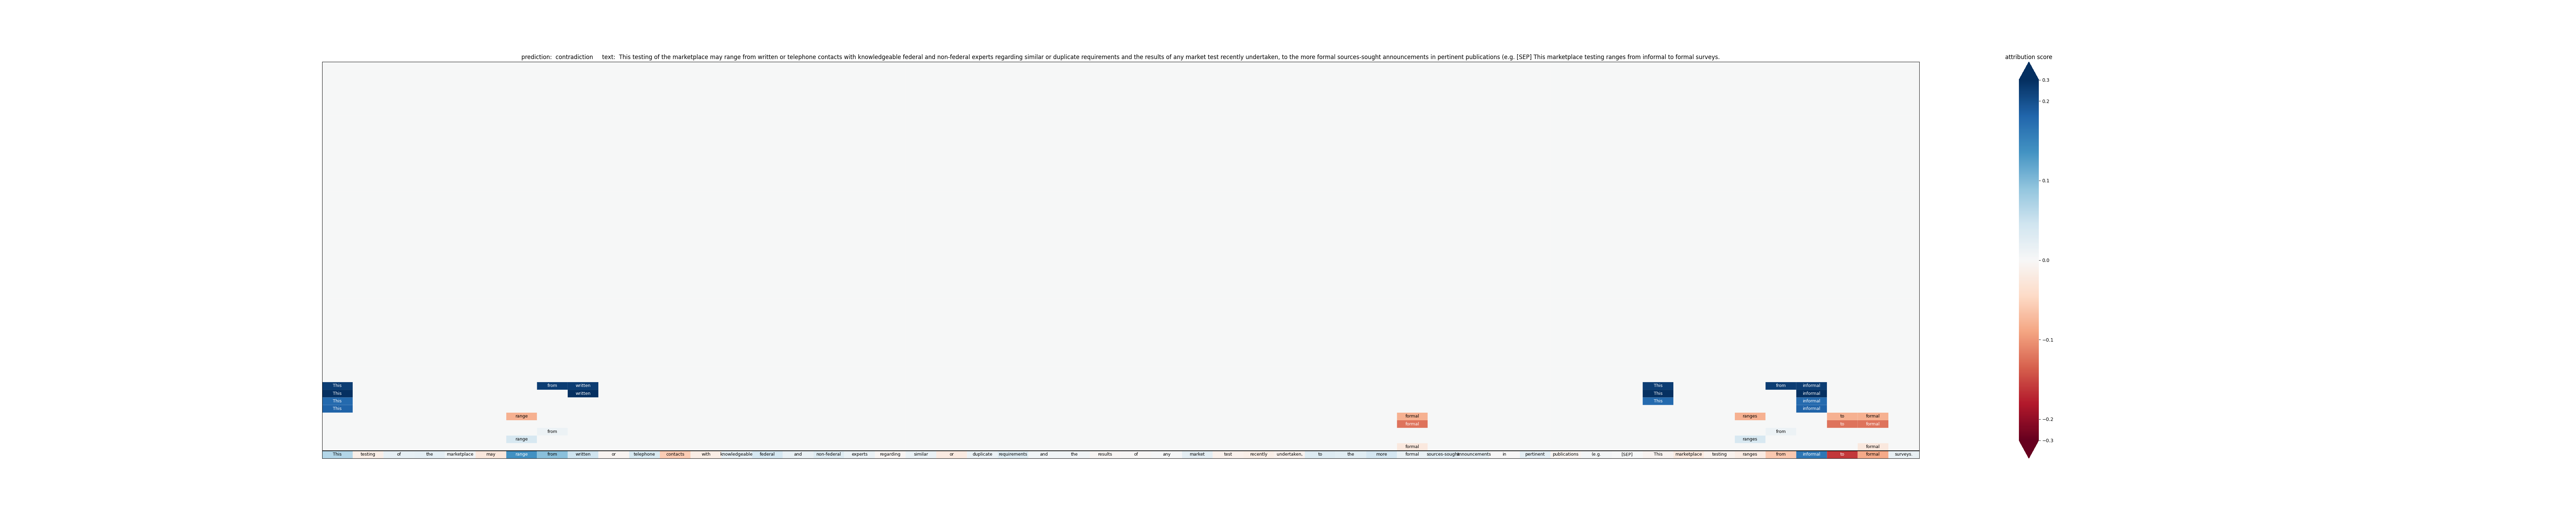 prediction:  contradiction     text:  This testing of the marketplace may range from written or telephone contacts with knowledgeable federal and non-federal experts regarding similar or duplicate requirements and the results of any market test recently undertaken, to the more formal sources-sought announcements in pertinent publications (e.g. [SEP] This marketplace testing ranges from informal to formal surveys.
attribution score
0.3
0.2
0.1
0.0
−0.1
−0.2
−0.3
This from written This from informal
This written This informal
This This informal
This informal
range formal ranges to formal
formal to formal
from from
range ranges
formal formal
This testing of the marketplace may range from written or telephone contacts with knowledgeable federal and non-federal experts regarding similar or duplicate requirements and the results of any market test recently undertaken, to the more formal sources-sought announcements in pertinent publications (e.g. [SEP] This marketplace testing ranges from informal to formal surveys.